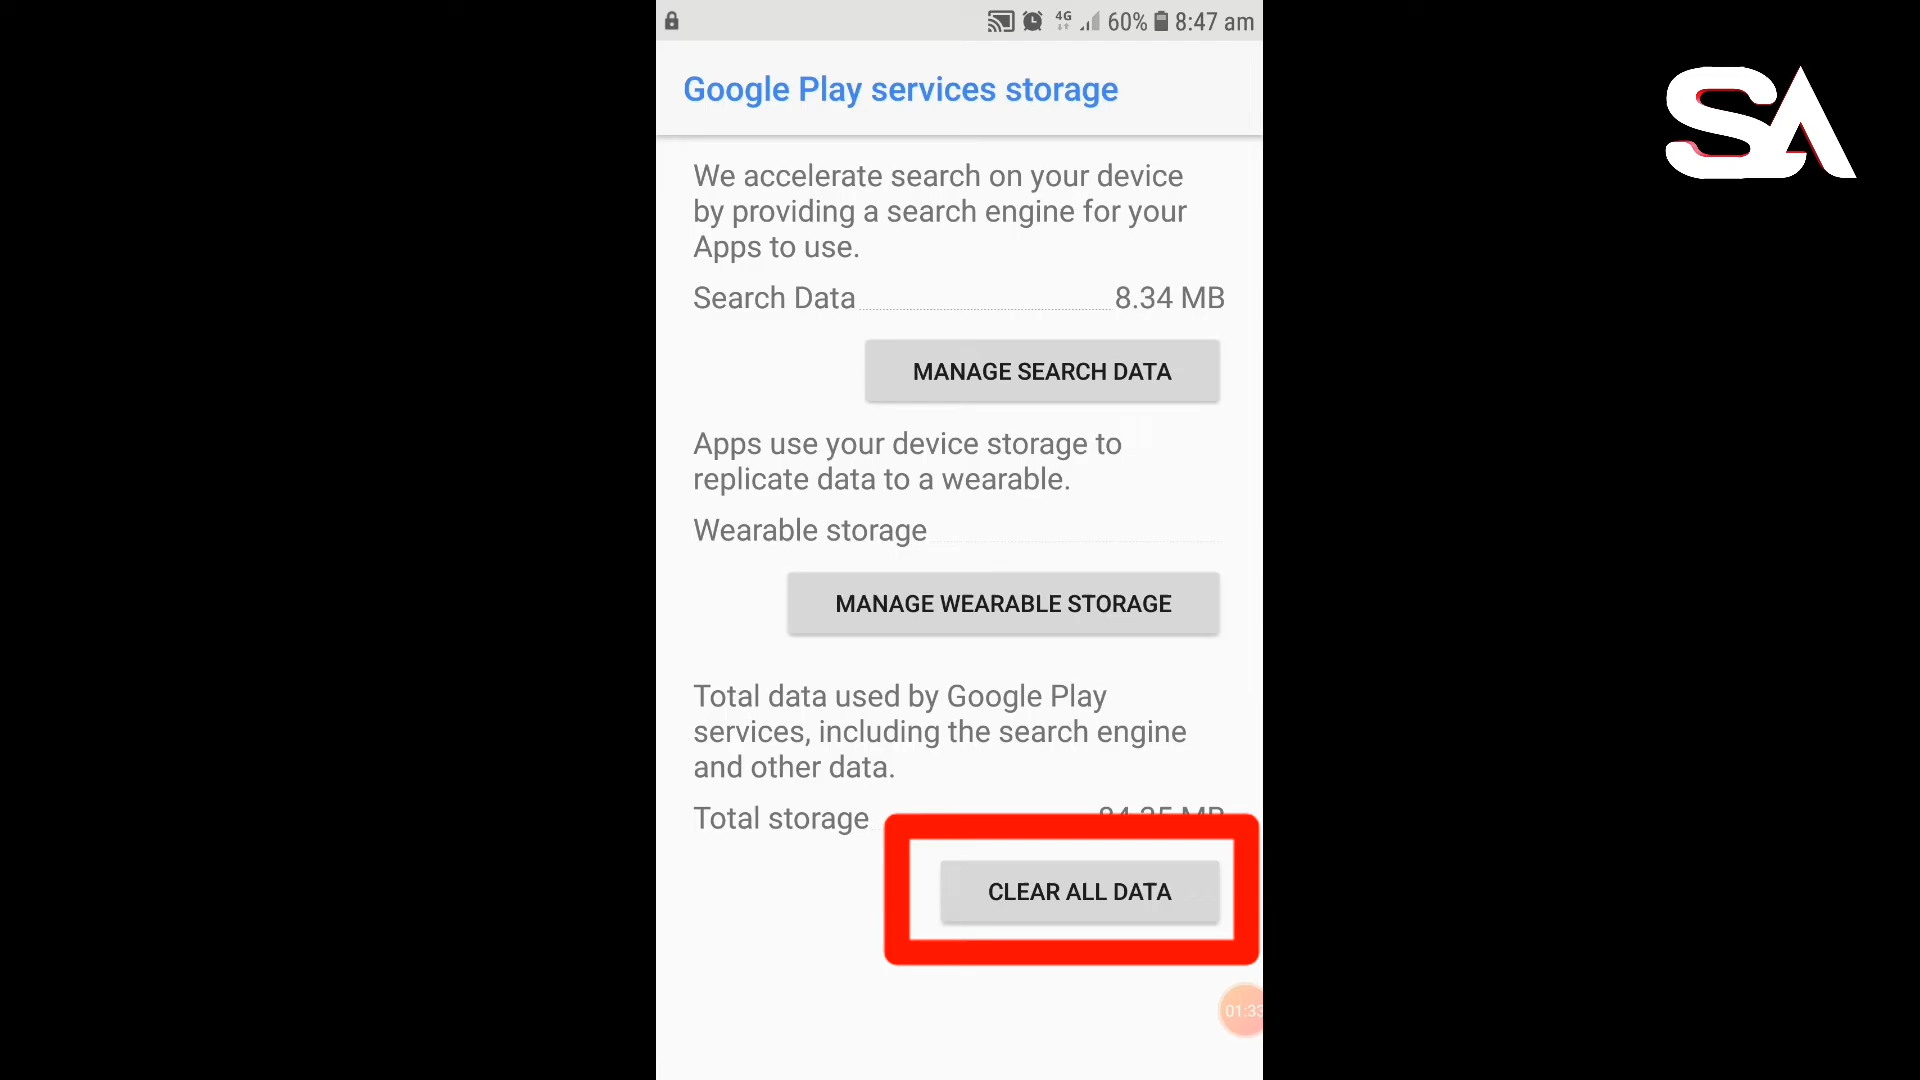 4G 60% 8:47 am
SA
Google Play services storage
We accelerate search on your device
by providing a search engine for your
Apps to use.
Search Data 8.34 MB
MANAGE SEARCH DATA
Apps use your device storage to
replicate data to a wearable.
Wearable storage
MANAGE WEARABLE STORAGE
Total data used by Google Play
services, including the search engine
and other data.
Total storage
CLEAR ALL DATA
01:33